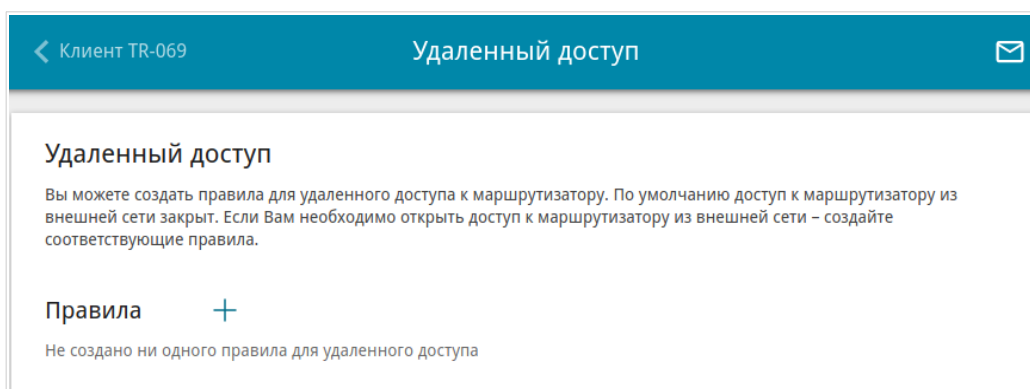 Клиент TR-069
Удаленный доступ
Удаленный доступ
Вы можете создать правила для удаленного доступа к маршрутизатору. По умолчанию доступ к маршрутизатору из
внешней сети закрыт. Если Вам необходимо открыть доступ к маршрутизатору из внешней сети – создайте
соответствующие правила.
Правила
Не создано ни одного правила для удаленного доступа